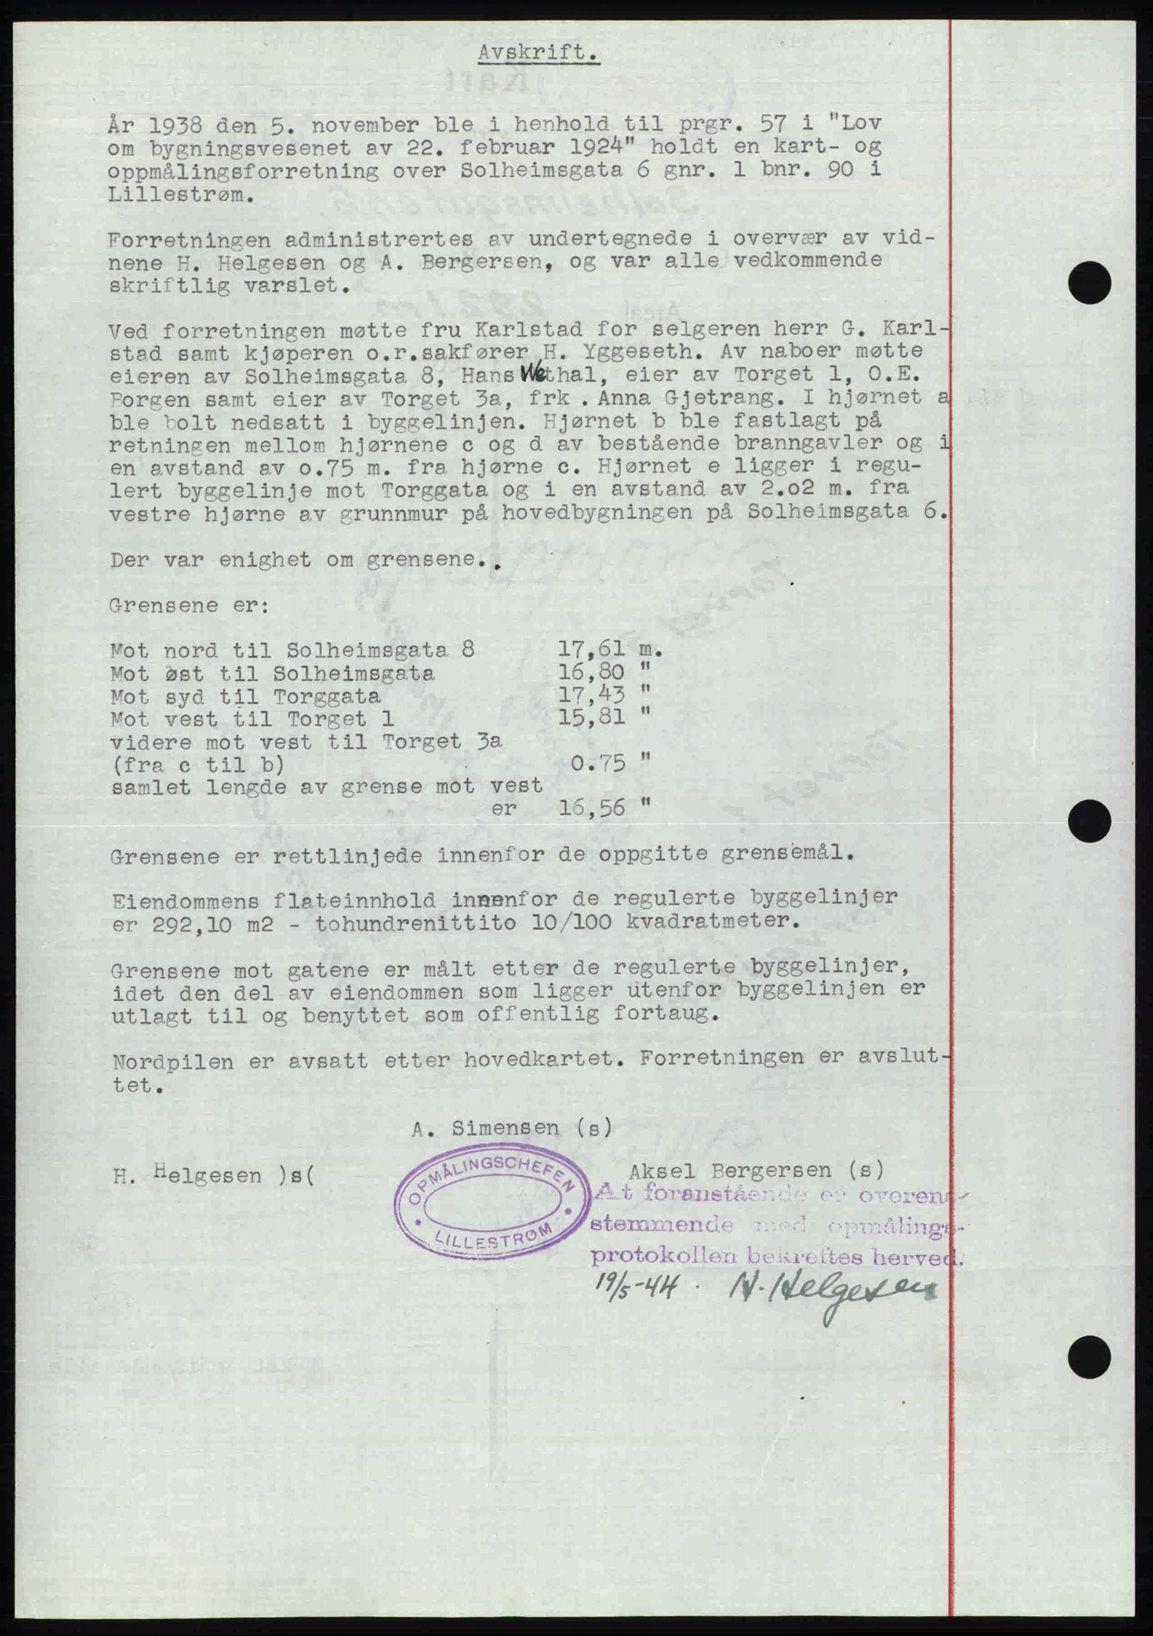 Avskrift.
År 1938 den 5. november ble i henhold til prgr. 57 i "Lov
om bygningsvesenet av 22. februar 1924" holdt en kart- og
oppmålingsforretning over Solheimsgata 6 gnr. 1 bnr. 90 i
Lillestrøm.
Forretningen administrertes av undertegnede i overvær av vid-
nene H. Helgesen og A. Bergersen, og var alle vedkommende
skriftlig varslet.
Ved forretningen møtte fru Karlstad for selgeren herr G. Karl-
stad samt kjøperen o.r.sakfører H. Yggeseth. Av naboer møtte
eieren av Solheimsgata 8, Hans Wethal, eier av Torget 1, O.E.
Borgen samt eier av Torget 3a, frk . Anna Gjetrang. I hjørnet a
ble bolt nedsatt i byggelinjen. Hjørnet b ble fastlagt på
retningen mellom hjørnene c og d av bestående branngavler og i
en avstand av o.75 m. fra hjørne c. Hjørnet e ligger i regu-
lert byggelinje mot Torggata og i en avstand av 2.o2 m. fra
vestre hjørne av grunnmur på hovedbygningen på Solheimsgata 6.
Der var enighet om grensene..
Grensene er:
Mot nord til Solheimsgata 8 17,61 m.
Mot øst til Solheimsgata 16,80 "
Mot syd til Torggata 17,43 "
Mot vest til Torget 1 15,81 "
videre mot vest til Torget 3a
(fra c til b) 0.75 "
samlet lengde av grense mot vest
er 16,56 "
Grensene er rettlinjede innenfor de oppgitte grensemål.
Eiendommens flateinnhold innenfor de regulerte byggelinjer
er 292,10 m2 - tohundrenittito 10/100 kvadratmeter.
Grensene mot gatene er målt etter de regulerte byggelinjer,
idet den del av eiendommen som ligger utenfor byggelinjen er
utlagt til og benyttet som offentlig fortaug.
Nordpilen er avsatt etter hovedkartet. Forretningen er avslut-
tet.
A. Simensen (s)
H. Helgesen )s( Aksel Bergersen (s)
OPMÅLINGSCHEFEN
LILLESTRØM
At foranstående er overens-
stemmende med opmålings-
protokollen bekreftes herved.
19/5-44. H. Helgesen